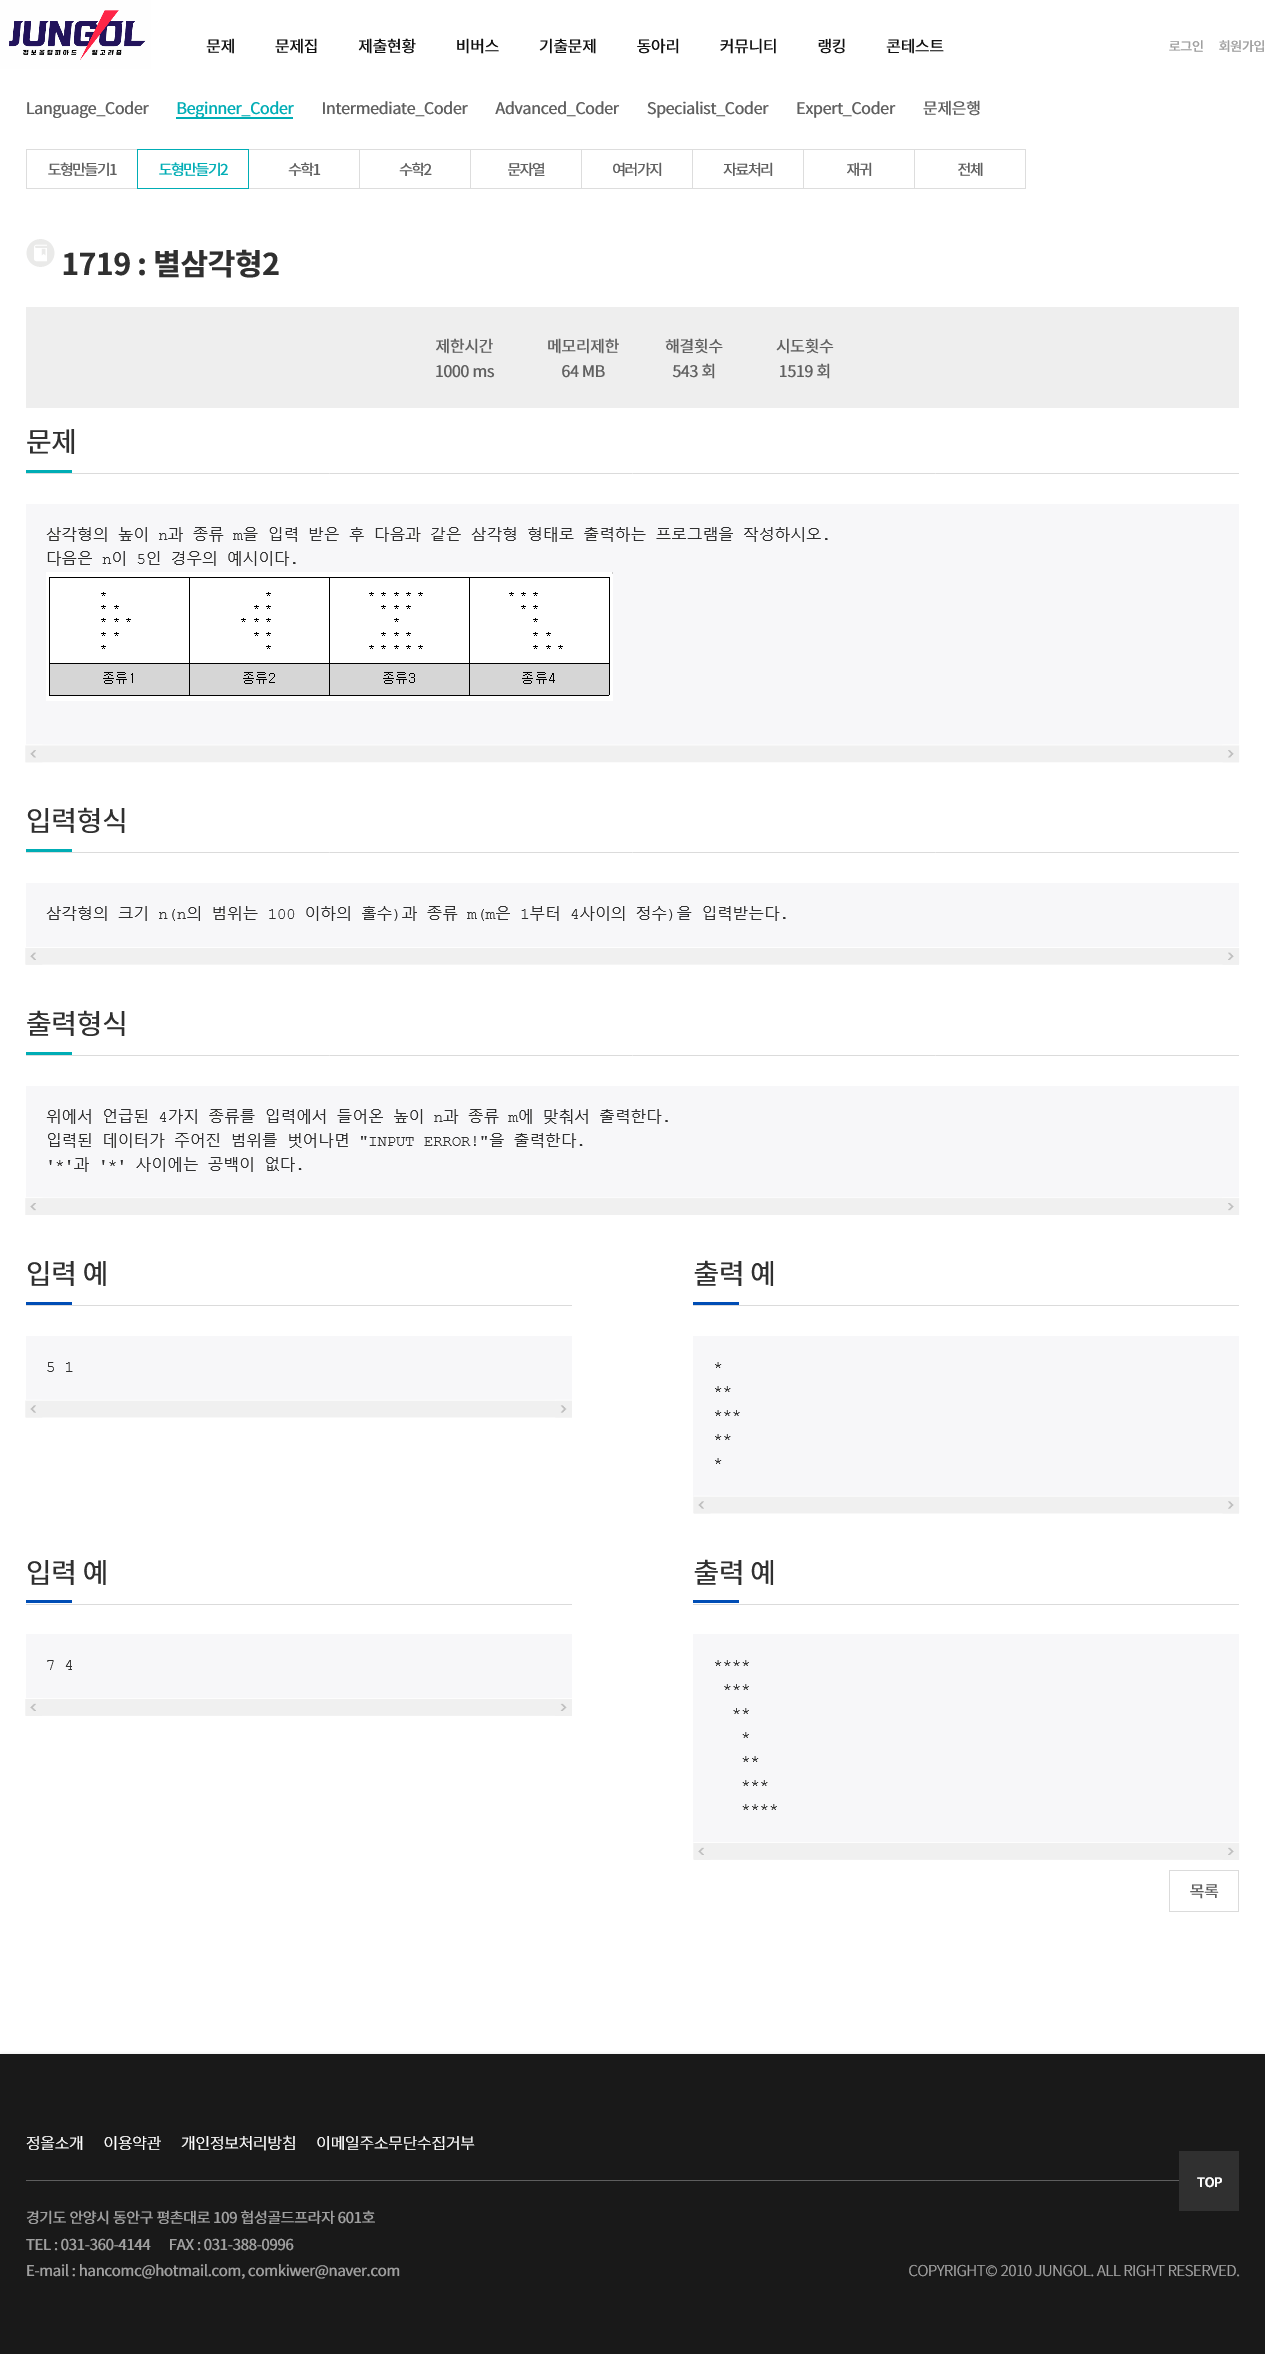 JUNGOL
정보올림피아드 알고리즘
문제 문제집 제출현황 비버스 기출문제 동아리 커뮤니티 랭킹 콘테스트 로그인 회원가입
Language_Coder Beginner_Coder Intermediate_Coder Advanced_Coder Specialist_Coder Expert_Coder 문제은행
도형만들기1 도형만들기2 수학1 수학2 문자열 여러가지 자료처리 재귀 전체
1719 : 별삼각형2
제한시간 메모리제한 해결횟수 시도횟수
1000 ms 64 MB 543 회 1519 회
문제
삼각형의 높이 n과 종류 m을 입력 받은 후 다음과 같은 삼각형 형태로 출력하는 프로그램을 작성하시오.
다음은 n이 5인 경우의 예시이다.
* * * * * * * * * *
* * * * * * * * *
* * * * * * * *
* * * * * * * * *
* * * * * * * * * *
종류1 종류2 종류3 종류4
입력형식
삼각형의 크기 n(n의 범위는 100 이하의 홀수)과 종류 m(m은 1부터 4사이의 정수)을 입력받는다.
출력형식
위에서 언급된 4가지 종류를 입력에서 들어온 높이 n과 종류 m에 맞춰서 출력한다.
입력된 데이터가 주어진 범위를 벗어나면 "INPUT ERROR!"을 출력한다.
'*'과 '*' 사이에는 공백이 없다.
입력 예
5 1
출력 예
*
**
***
**
*
입력 예
7 4
출력 예
****
 ***
  **
   *
   **
   ***
   ****
목록
정올소개 이용약관 개인정보처리방침 이메일주소무단수집거부
TOP
경기도 안양시 동안구 평촌대로 109 협성골드프라자 601호
TEL : 031-360-4144 FAX : 031-388-0996
E-mail : hancomc@hotmail.com, comkiwer@naver.com
COPYRIGHT© 2010 JUNGOL. ALL RIGHT RESERVED.